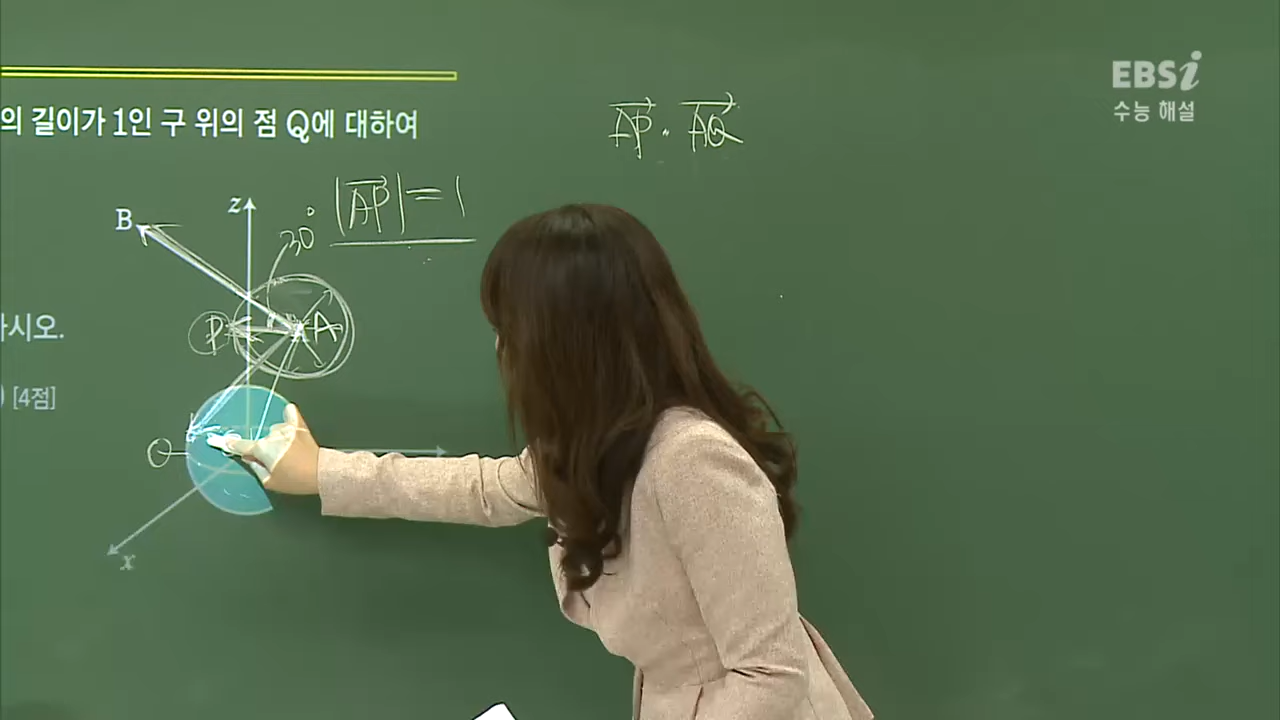 의 길이가 1인 구 위의 점 Q에 대하여
EBSi
수능 해설
AP · AQ
|AP| = 1
30°
B
z
P
A
시오.
[4점]
Q
x